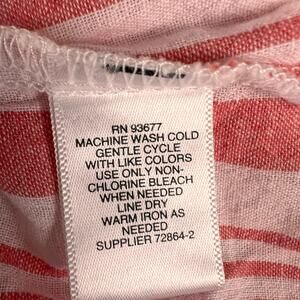 RN 93677
MACHINE WASH COLD
GENTLE CYCLE
WITH LIKE COLORS
USE ONLY NON-
CHLORINE BLEACH
WHEN NEEDED
LINE DRY
WARM IRON AS
NEEDED
SUPPLIER 72864-2